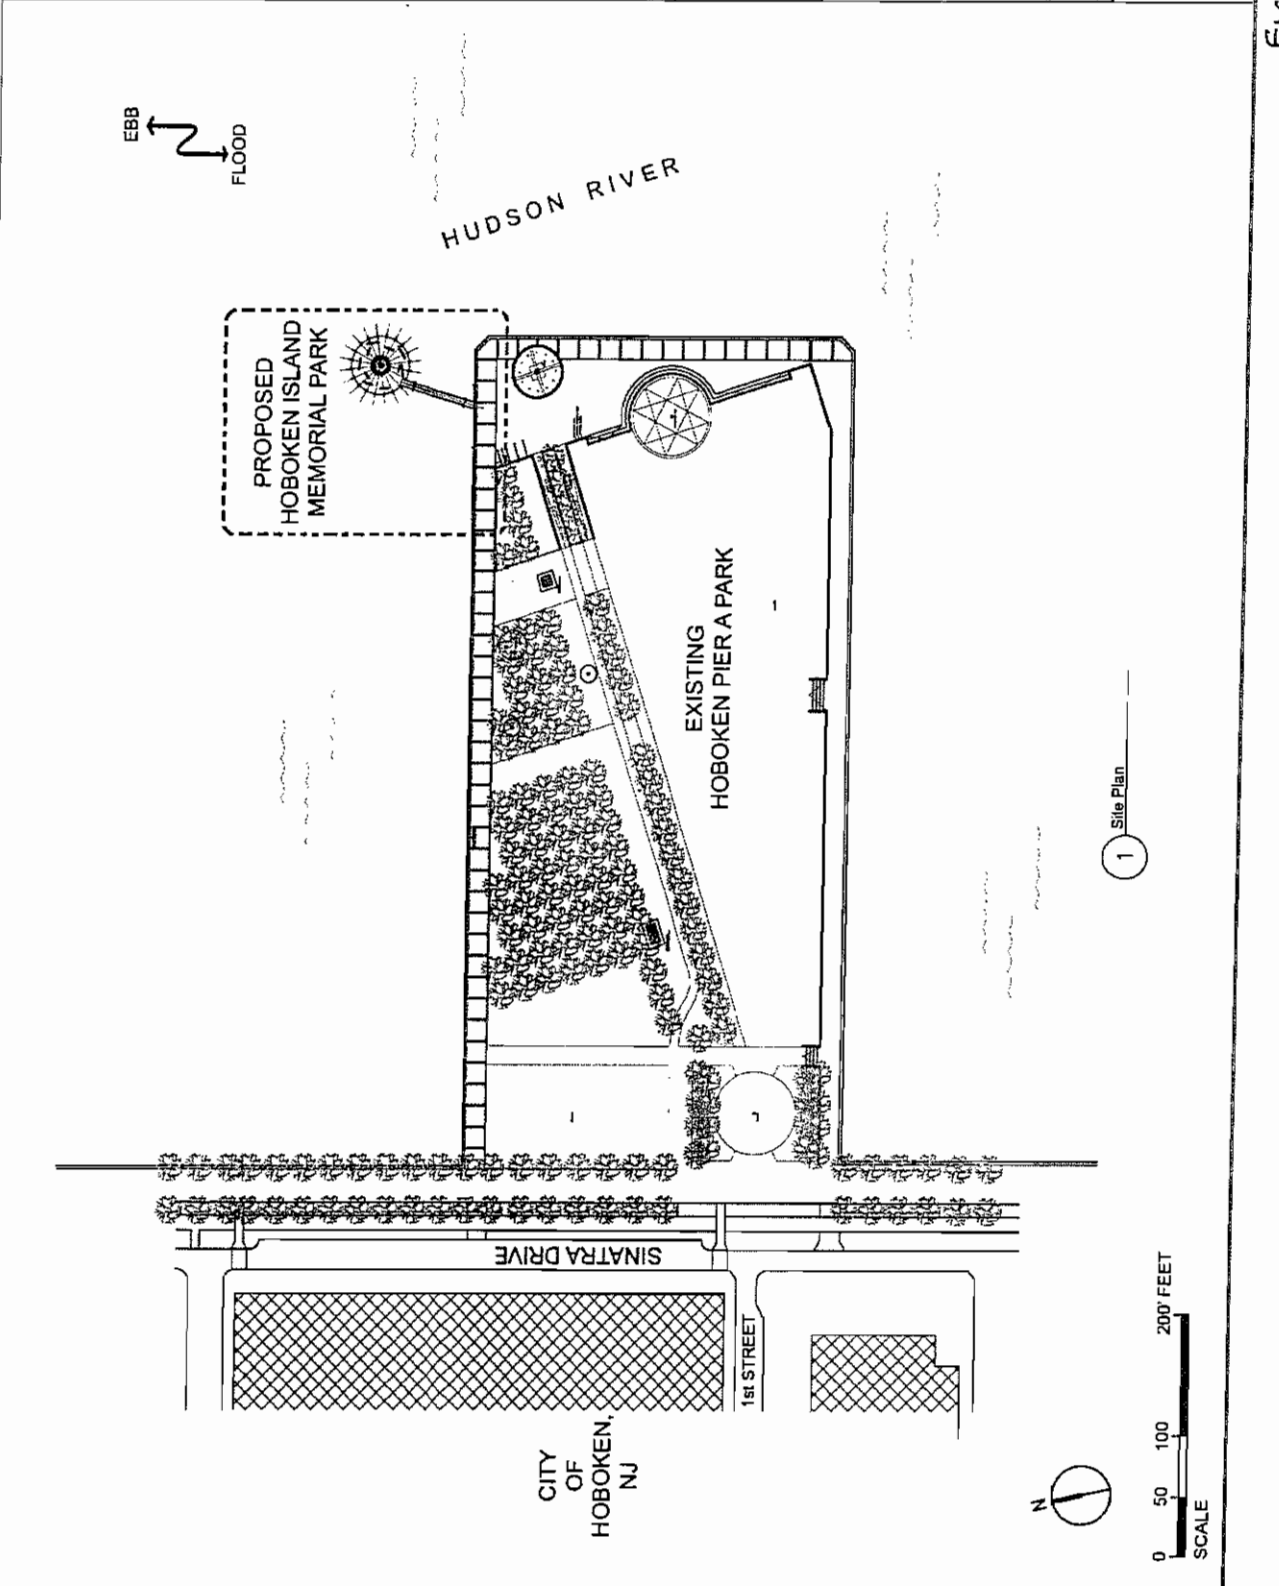 EBB
FLOOD
HUDSON RIVER
PROPOSED
HOBOKEN ISLAND
MEMORIAL PARK
EXISTING
HOBOKEN PIER A PARK
SINATRA DRIVE
1st STREET
CITY
OF
HOBOKEN,
NJ
1
Site Plan
N
0 50 100 200' FEET
SCALE